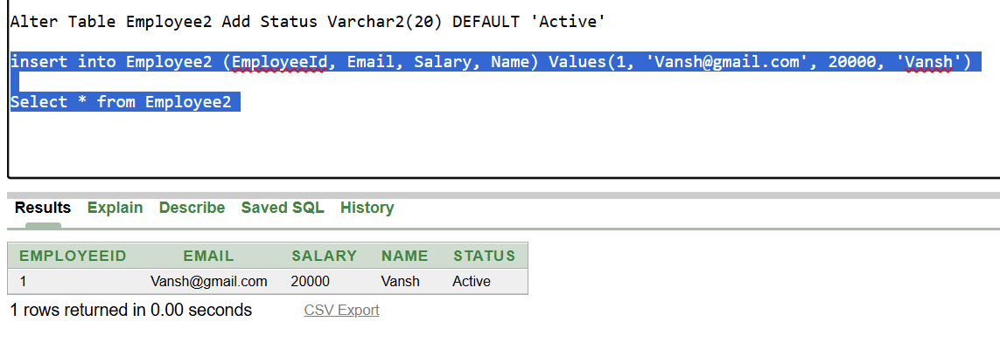 Alter Table Employee2 Add Status Varchar2(20) DEFAULT 'Active'
insert into Employee2 (EmployeeId, Email, Salary, Name) Values(1, 'Vansh@gmail.com', 20000, 'Vansh')
Select * from Employee2
Results Explain Describe Saved SQL History
EMPLOYEEID EMAIL SALARY NAME STATUS
1 Vansh@gmail.com 20000 Vansh Active
1 rows returned in 0.00 seconds CSV Export